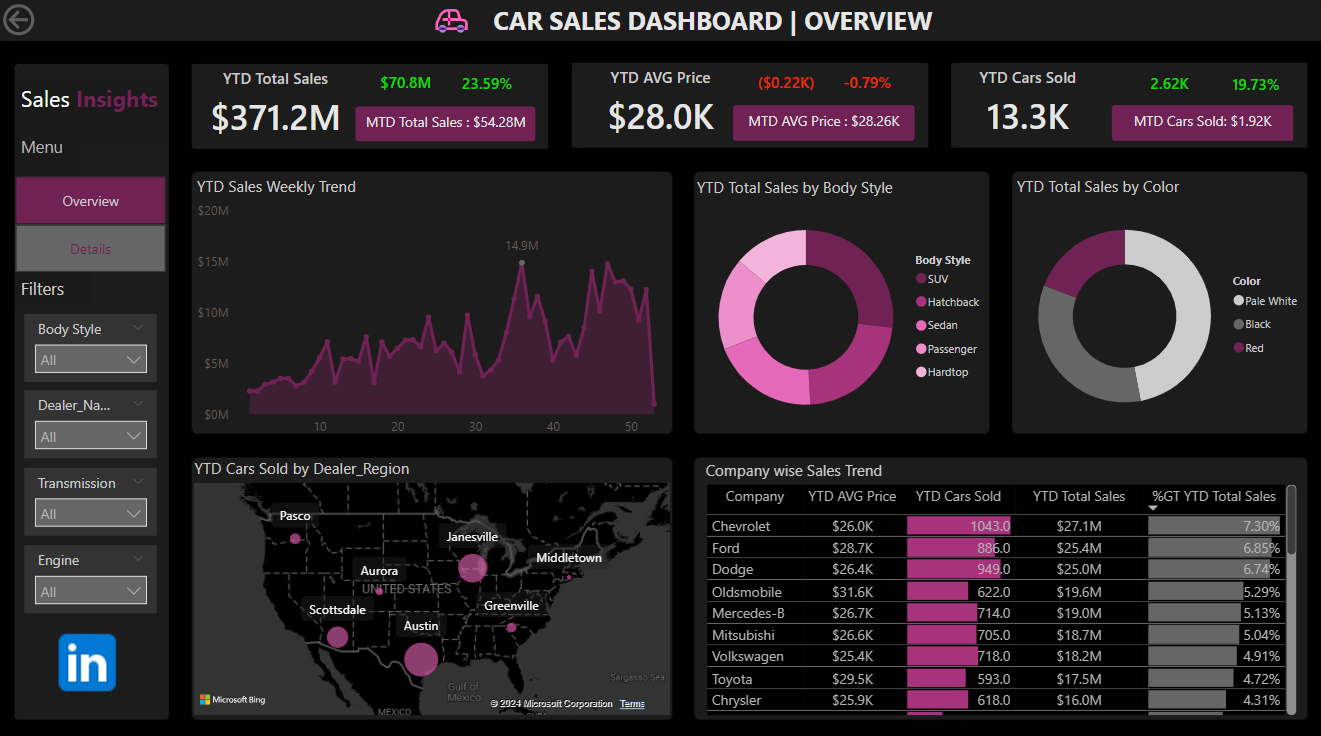 CAR SALES DASHBOARD | OVERVIEW
Sales Insights
Menu
Overview
Details
Filters
Body Style
All
Dealer_Na...
All
Transmission
All
Engine
All
in
YTD Total Sales
$70.8M 23.59%
$371.2M
MTD Total Sales : $54.28M
YTD AVG Price
($0.22K) -0.79%
$28.0K
MTD AVG Price : $28.26K
YTD Cars Sold
2.62K 19.73%
13.3K
MTD Cars Sold: $1.92K
YTD Sales Weekly Trend
$20M
$15M
$10M
$5M
$0M
14.9M
10 20 30 40 50
YTD Total Sales by Body Style
Body Style
SUV
Hatchback
Sedan
Passenger
Hardtop
YTD Total Sales by Color
Color
Pale White
Black
Red
YTD Cars Sold by Dealer_Region
Pasco
Janesville
Middletown
Aurora
UNITED STATES
Scottsdale
Greenville
Austin
Sargasso Sea
Gulf of
Mexico
MEXICO
Microsoft Bing
© 2024 Microsoft Corporation Terms
Company wise Sales Trend
Company YTD AVG Price YTD Cars Sold YTD Total Sales %GT YTD Total Sales
Chevrolet $26.0K 1043.0 $27.1M 7.30%
Ford $28.7K 886.0 $25.4M 6.85%
Dodge $26.4K 949.0 $25.0M 6.74%
Oldsmobile $31.6K 622.0 $19.6M 5.29%
Mercedes-B $26.7K 714.0 $19.0M 5.13%
Mitsubishi $26.6K 705.0 $18.7M 5.04%
Volkswagen $25.4K 718.0 $18.2M 4.91%
Toyota $29.5K 593.0 $17.5M 4.72%
Chrysler $25.9K 618.0 $16.0M 4.31%